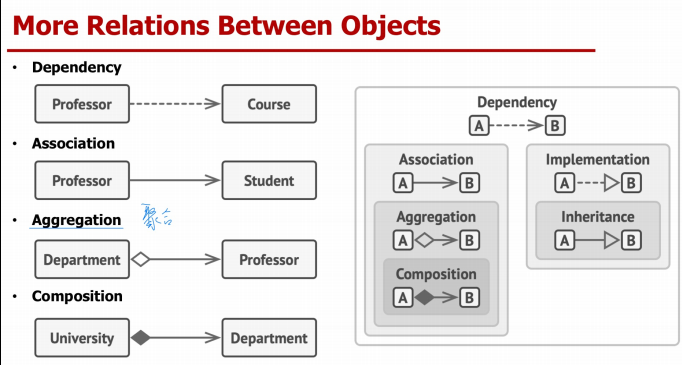 More Relations Between Objects
• Dependency
Professor
Course
• Association
Professor
Student
• Aggregation 聚合
Department
Professor
• Composition
University
Department
Dependency
A B
Association
A B
Aggregation
A B
Composition
A B
Implementation
A B
Inheritance
A B